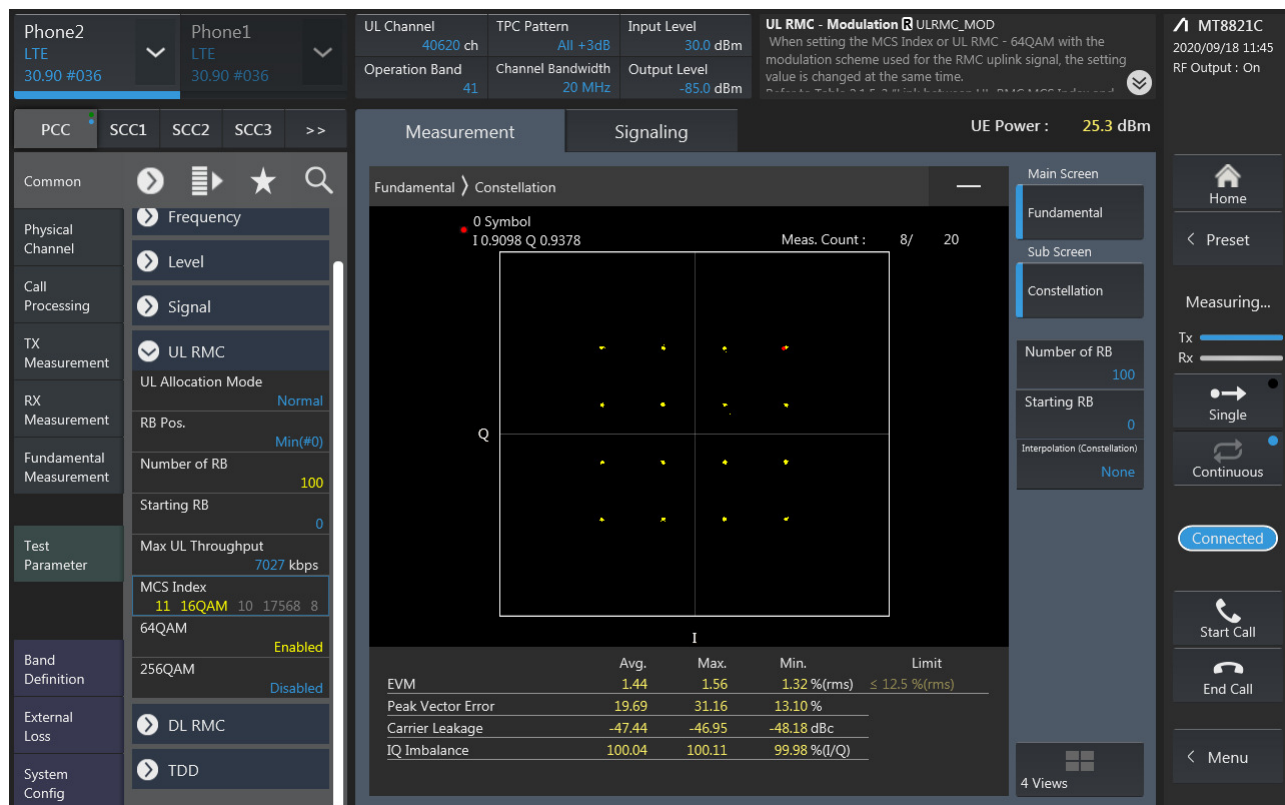 Phone2
LTE
30.90 #036
Phone1
LTE
30.90 #036
UL Channel
40620 ch
Operation Band
41
TPC Pattern
All +3dB
Channel Bandwidth
20 MHz
Input Level
30.0 dBm
Output Level
-85.0 dBm
UL RMC - Modulation R ULRMC_MOD
When setting the MCS Index or UL RMC -
64QAM with the
modulation scheme used for the RMC uplink signal, the setting
value is changed at the same time.
MT8821C
2020/09/18 11:45
RF Output : On
PCC
SCC1
SCC2
SCC3
>>
Measurement
Signaling
UE Power : 25.3 dBm
Common
Physical
Channel
Call
Processing
TX
Measurement
RX
Measurement
Fundamental
Measurement
Test
Parameter
Band
Definition
External
Loss
System
Config
Frequency
Level
Signal
UL RMC
UL Allocation Mode
Normal
RB Pos.
Min(#0)
Number of RB
100
Starting RB
0
Max UL Throughput
7027 kbps
MCS Index
11 16QAM 10 17568 8
64QAM
Enabled
256QAM
Disabled
DL RMC
TDD
Fundamental 〉 Constellation
0 Symbol
I 0.9098 Q 0.9378
Meas. Count : 8/ 20
Q
I
Avg. Max. Min. Limit
EVM 1.44 1.56 1.32 %(rms) ≤ 12.5 %(rms)
Peak Vector Error 19.69 31.16 13.10 %
Carrier Leakage -47.44 -46.95 -48.18 dBc
IQ Imbalance 100.04 100.11 99.98 %(I/Q)
Main Screen
Fundamental
Sub Screen
Constellation
Number of RB
100
Starting RB
0
Interpolation (Constellation)
None
4 Views
Home
< Preset
Measuring...
Tx
Rx
Single
Continuous
Connected
Start Call
End Call
< Menu